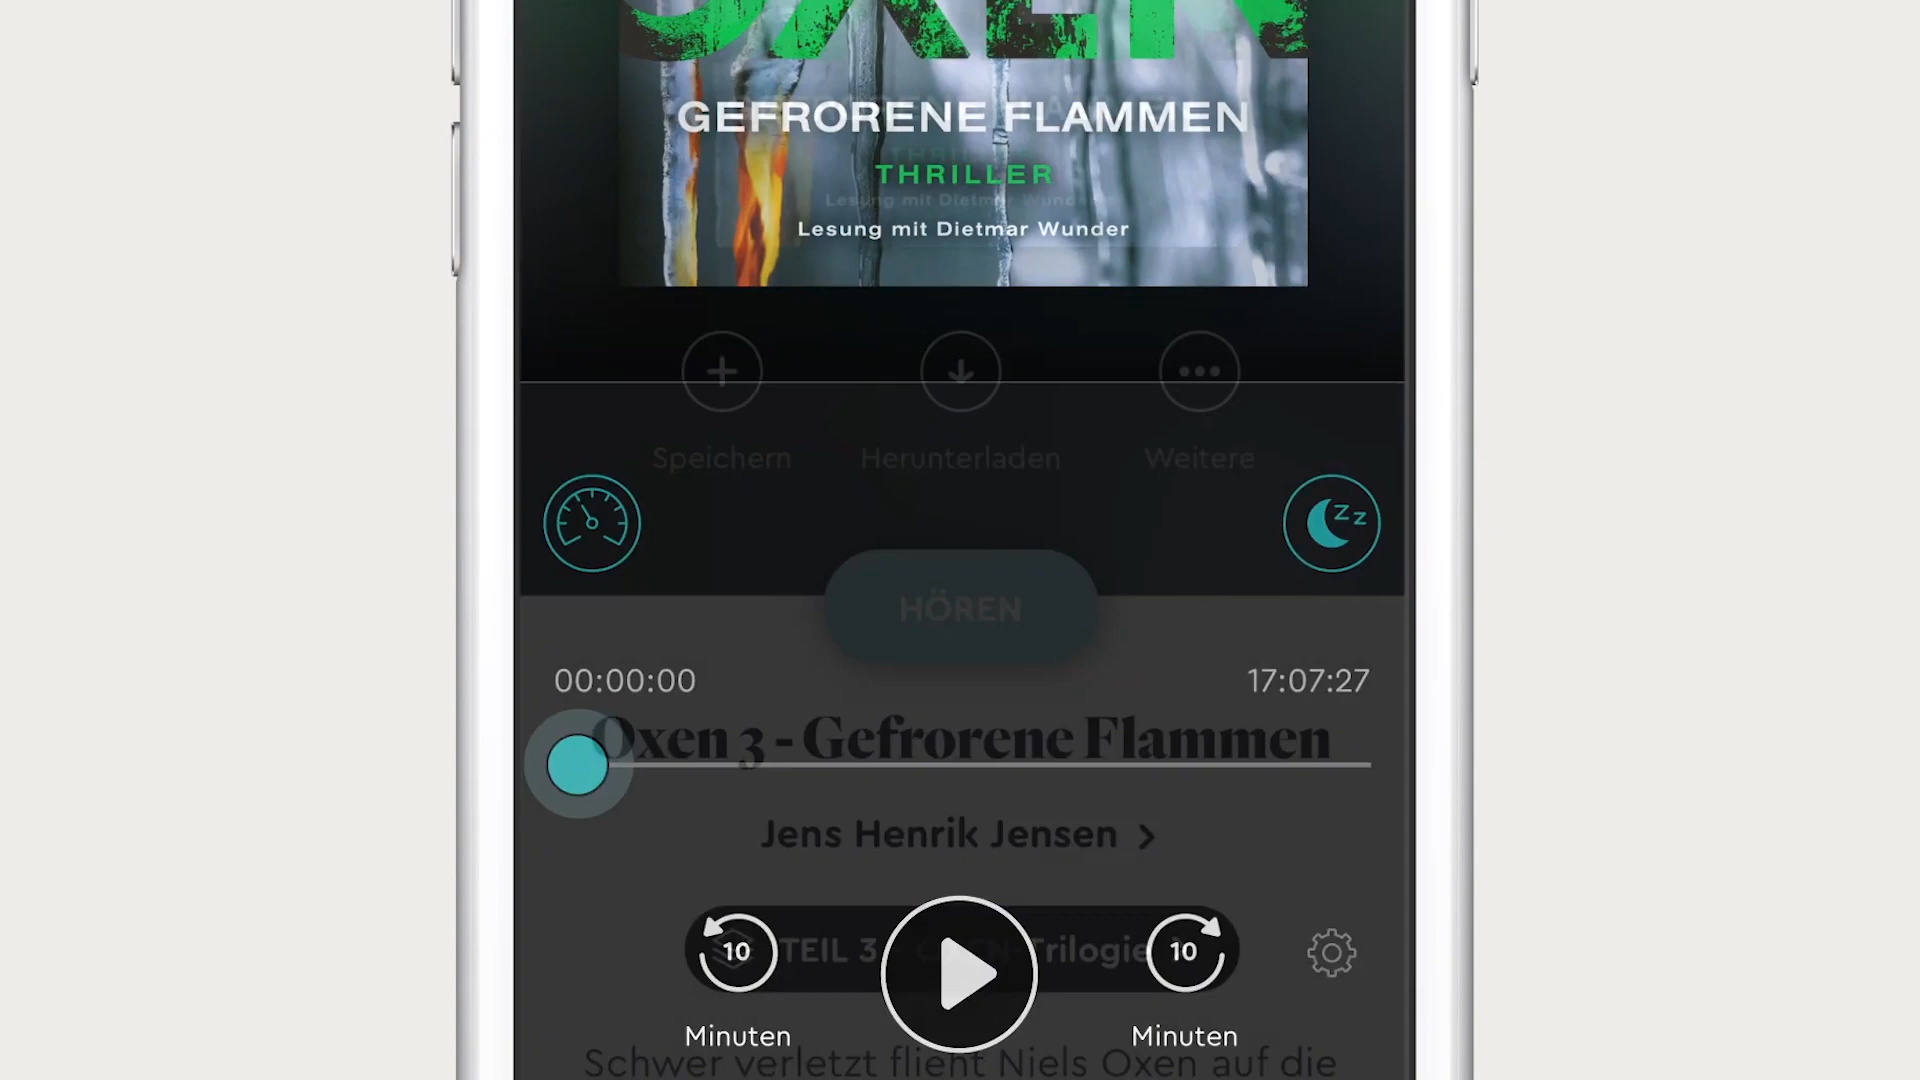 OXEN
GEFRORENE FLAMMEN
THRILLER
Lesung mit Dietmar Wunder
Speichern Herunterladen Weitere
HÖREN
00:00:00 17:07:27
Oxen 3 - Gefrorene Flammen
Jens Henrik Jensen
10 TEIL 3 Trilogie 10
Minuten Minuten
Schwer verletzt flieht Niels Oxen auf die